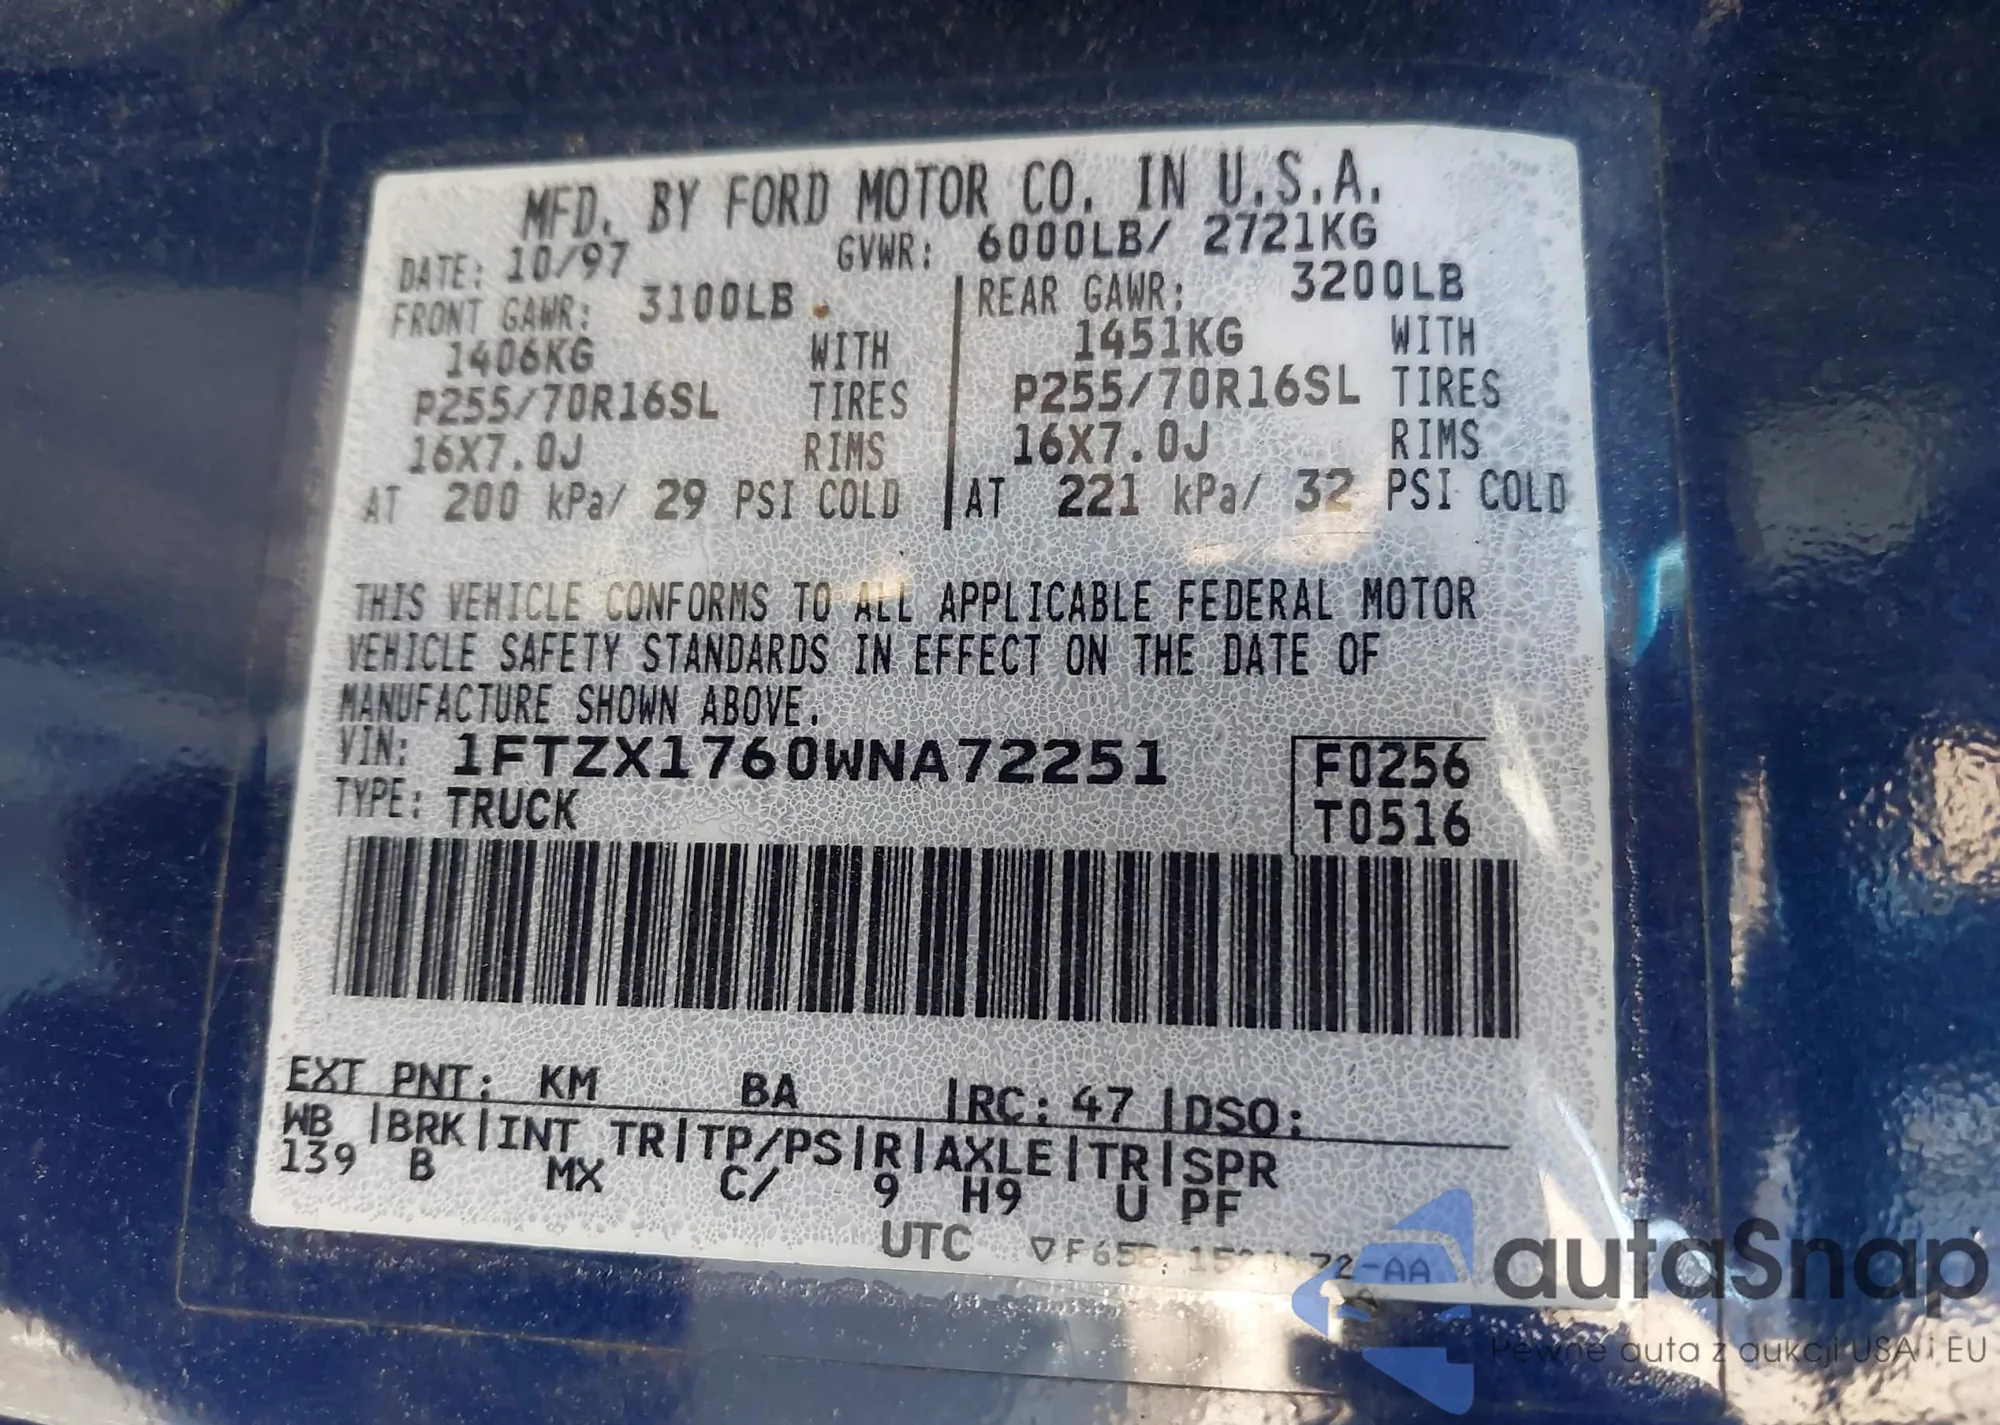 MFD. BY FORD MOTOR CO. IN U.S.A.
DATE: 10/97 GVWR: 6000LB/ 2721KG
FRONT GAWR: 3100LB REAR GAWR: 3200LB
1406KG WITH 1451KG WITH
P255/70R16SL TIRES P255/70R16SL TIRES
16X7.0J RIMS 16X7.0J RIMS
AT 200 kPa/ 29 PSI COLD AT 221 kPa/ 32 PSI COLD
THIS VEHICLE CONFORMS TO ALL APPLICABLE FEDERAL MOTOR
VEHICLE SAFETY STANDARDS IN EFFECT ON THE DATE OF
MANUFACTURE SHOWN ABOVE.
VIN: 1FTZX1760WNA72251 F0256
TYPE: TRUCK T0516
EXT PNT: KM BA RC: 47 DSO:
WB BRK INT TR TP/PS R AXLE TR SPR
139 B MX C/ 9 H9 U PF
UTC
autaSnap
Pewne auta z aukcji USA i EU